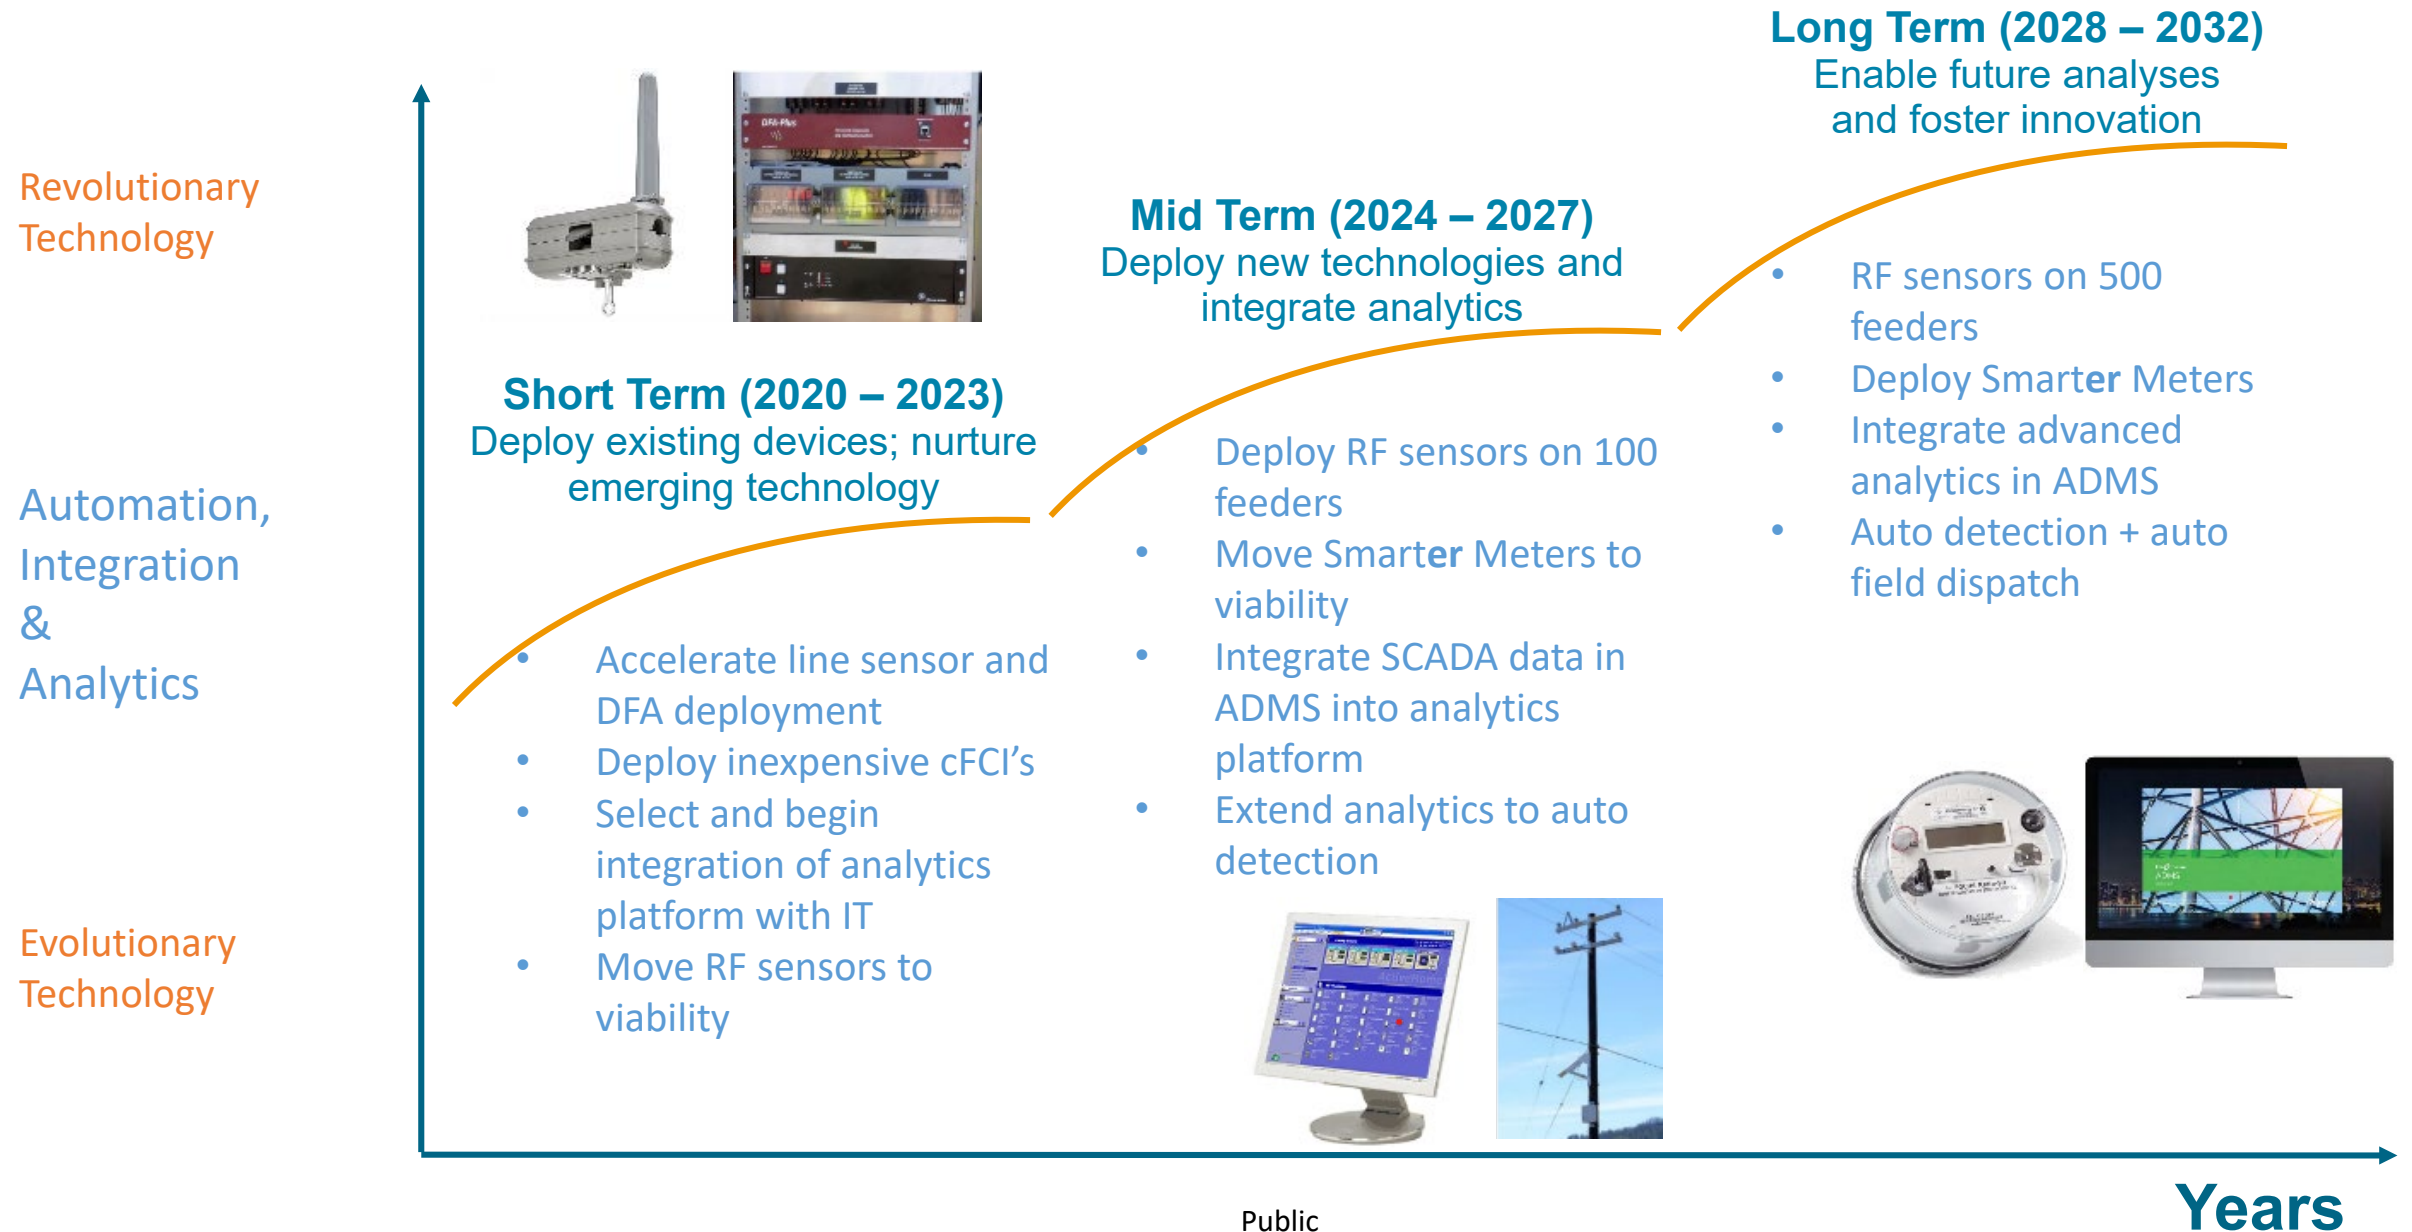 Long Term (2028 – 2032)
Enable future analyses
and foster innovation
Revolutionary
Technology
Mid Term (2024 – 2027)
Deploy new technologies and
integrate analytics
Short Term (2020 – 2023)
Deploy existing devices; nurture
emerging technology
Automation,
Integration
&
Analytics
Evolutionary
Technology
• Accelerate line sensor and
DFA deployment
• Deploy inexpensive cFCI’s
• Select and begin
integration of analytics
platform with IT
• Move RF sensors to
viability
• Deploy RF sensors on 100
feeders
• Move Smarter Meters to
viability
• Integrate SCADA data in
ADMS into analytics
platform
• Extend analytics to auto
detection
• RF sensors on 500
feeders
• Deploy Smarter Meters
• Integrate advanced
analytics in ADMS
• Auto detection + auto
field dispatch
DFA-Plus
ADMS
Years
Public